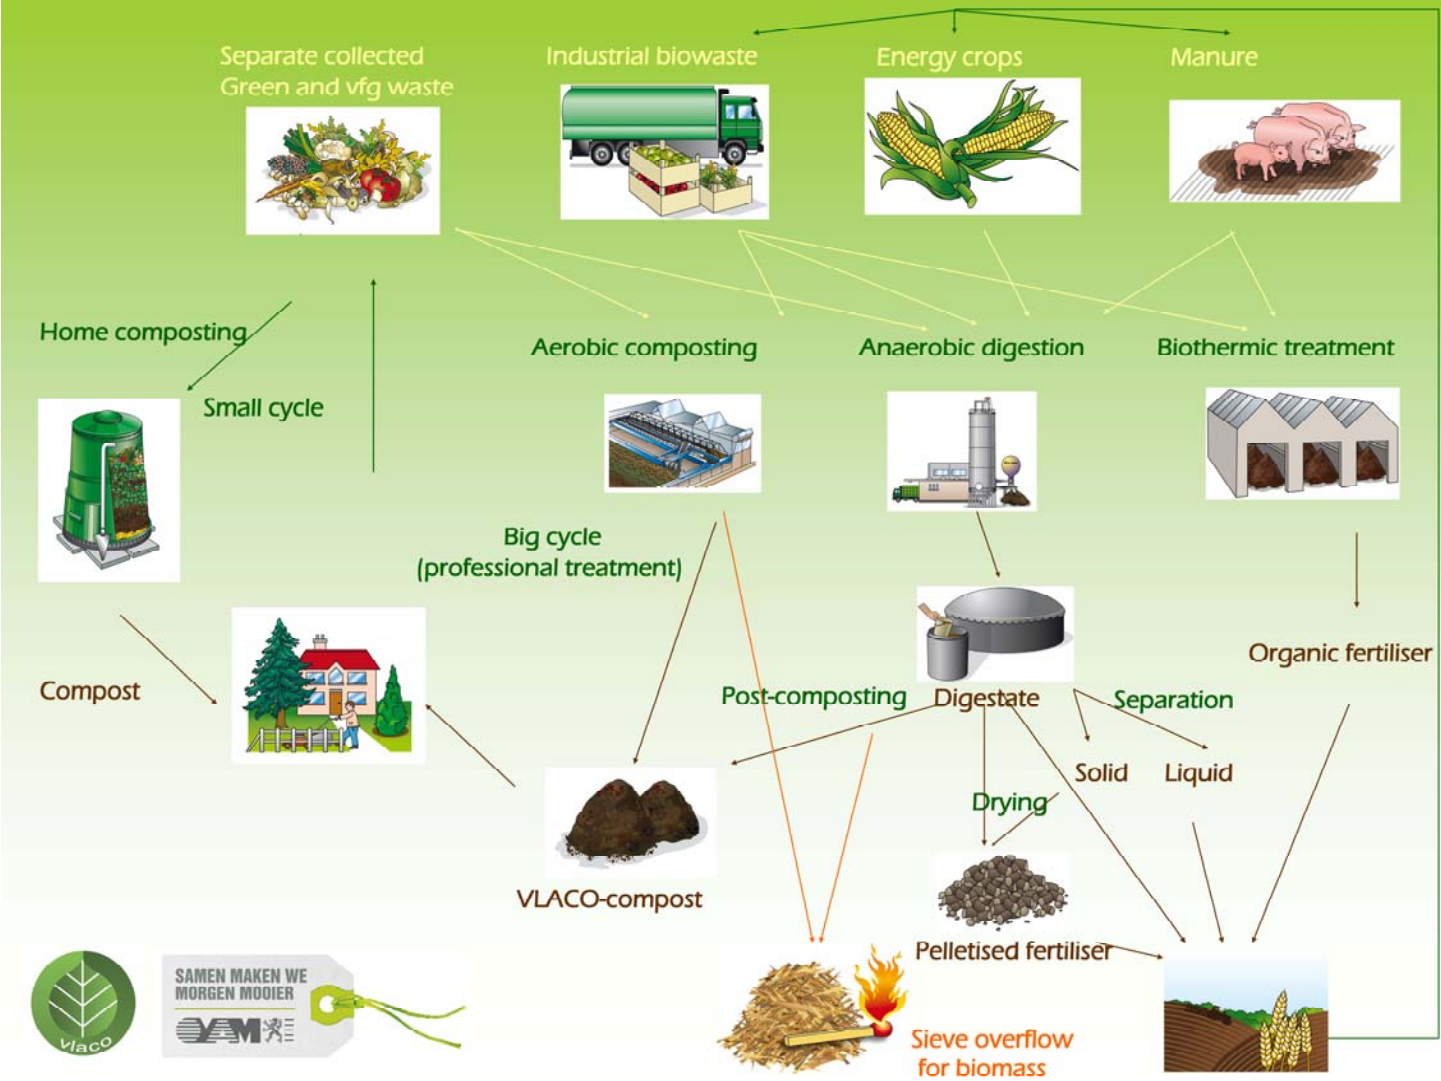 Separate collected
Green and vfg waste
Industrial biowaste
Energy crops
Manure
Home composting
Small cycle
Aerobic composting
Anaerobic digestion
Biothermic treatment
Big cycle
(professional treatment)
Compost
Post-composting
Digestate
Separation
Organic fertiliser
Solid
Liquid
Drying
VLACO-compost
Pelletised fertiliser
Sieve overflow
for biomass
vlaco
SAMEN MAKEN WE
MORGEN MOOIER
OVAM